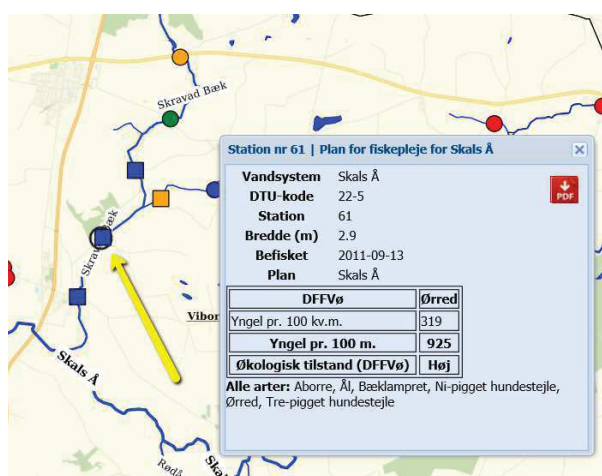 Skravad Bæk
Skravad Bæk
Skals Å
Vibor
Rødå
Station nr 61 | Plan for fiskepleje for Skals Å
Vandsystem Skals Å
DTU-kode 22-5
Station 61
Bredde (m) 2.9
Befisket 2011-09-13
Plan Skals Å
PDF
DFFVø Ørred
Yngel pr. 100 kv.m. 319
Yngel pr. 100 m. 925
Økologisk tilstand (DFFVø) Høj
Alle arter: Aborre, Ål, Bæklampret, Ni-pigget hundestejle,
Ørred, Tre-pigget hundestejle